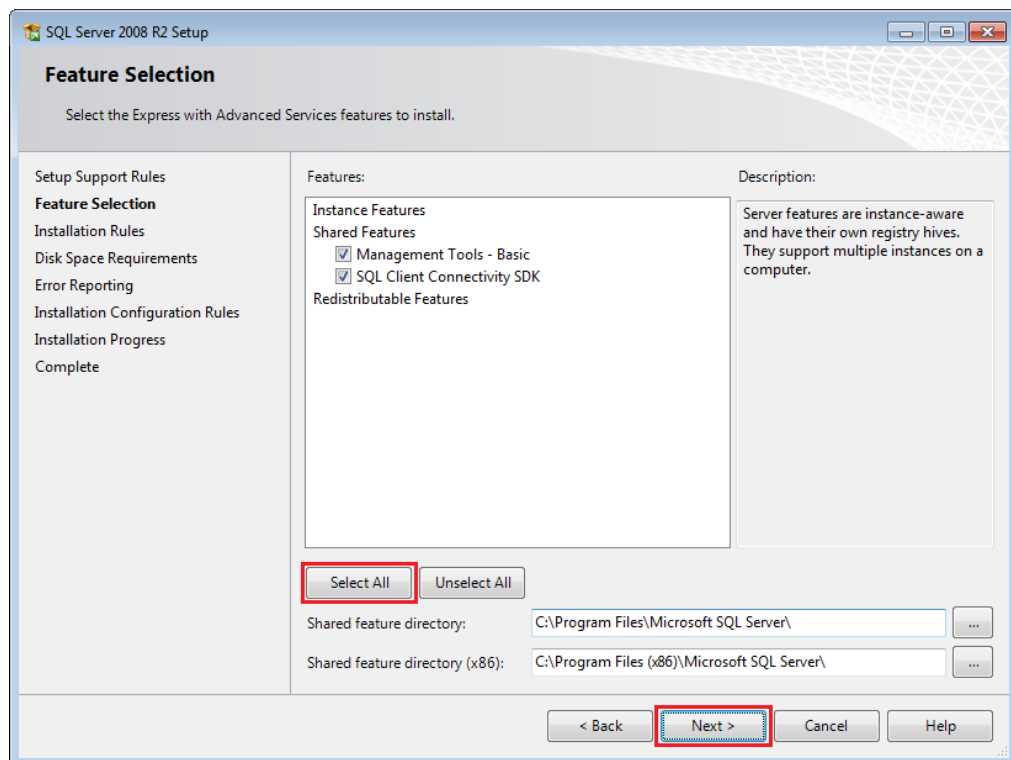 SQL Server 2008 R2 Setup
Feature Selection
Select the Express with Advanced Services features to install.
Setup Support Rules
Feature Selection
Installation Rules
Disk Space Requirements
Error Reporting
Installation Configuration Rules
Installation Progress
Complete
Features:
Instance Features
Shared Features
Management Tools - Basic
SQL Client Connectivity SDK
Redistributable Features
Description:
Server features are instance-aware
and have their own registry hives.
They support multiple instances on a
computer.
Select All
Unselect All
Shared feature directory:
C:\Program Files\Microsoft SQL Server\
...
Shared feature directory (x86):
C:\Program Files (x86)\Microsoft SQL Server\
...
< Back
Next >
Cancel
Help